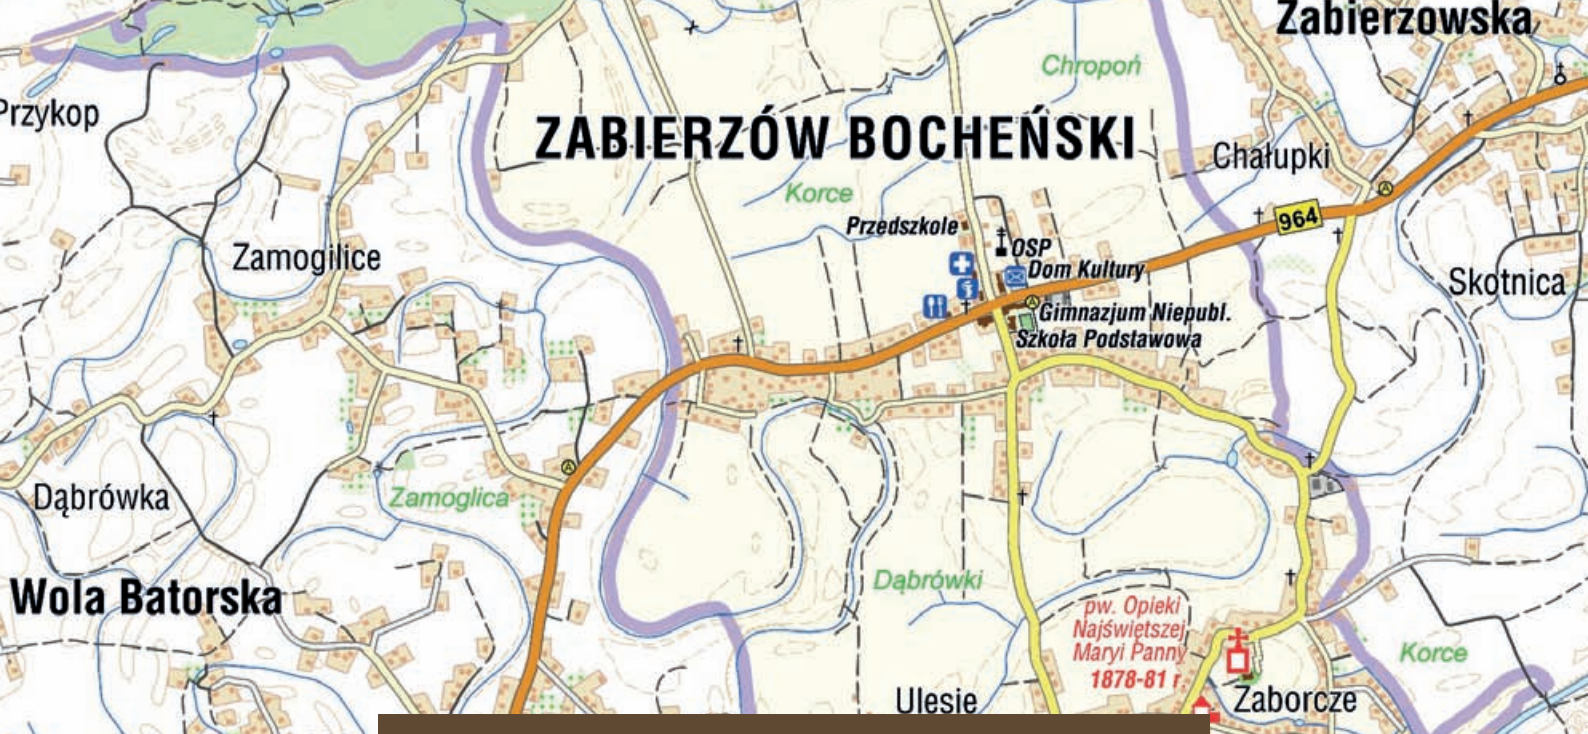 Zabierzowska
Chropoń
Przykop
ZABIERZÓW BOCHEŃSKI
Chałupki
Korce
964
Przedszkole
OSP
Zamogilice
Dom Kultury
Skotnica
Gimnazjum Niepubl.
Szkoła Podstawowa
Dąbrówka
Zamoglica
Dąbrówki
Wola Batorska
pw. Opieki
Najświętszej
Maryi Panny
1878-81 r.
Korce
Ulesie
Zaborcze